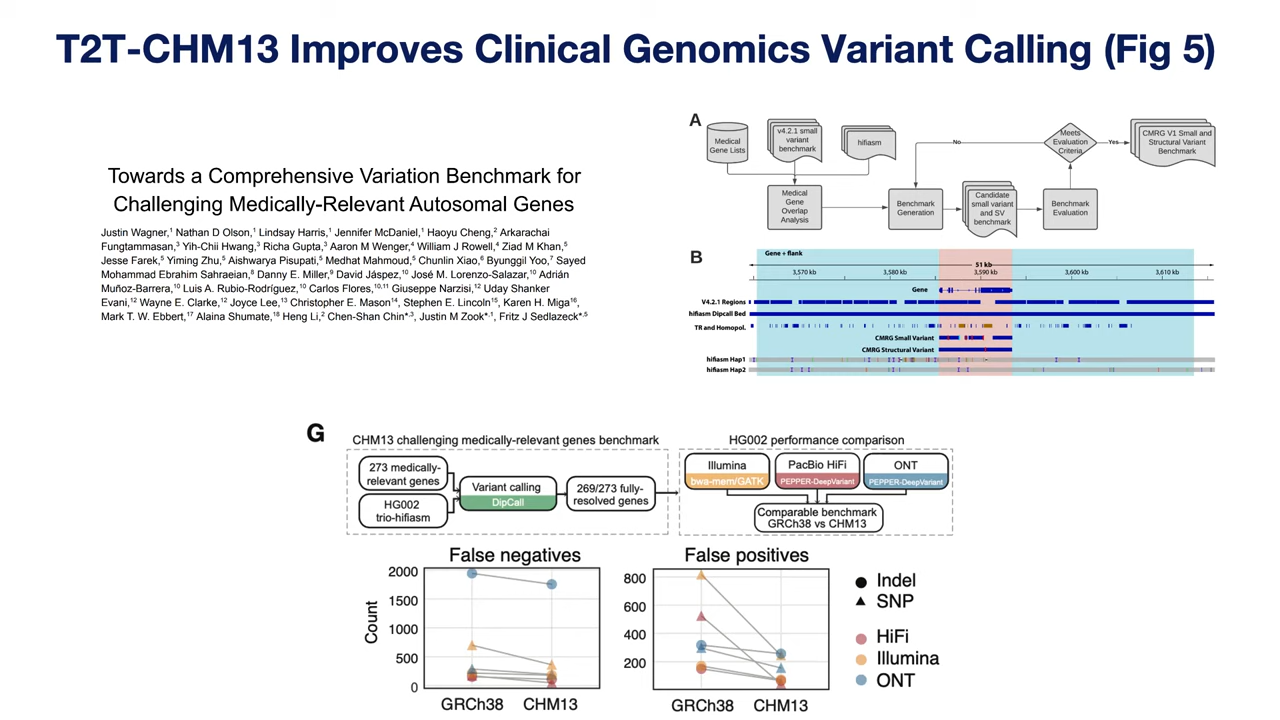 T2T-CHM13 Improves Clinical Genomics Variant Calling (Fig 5)
Towards a Comprehensive Variation Benchmark for
Challenging Medically-Relevant Autosomal Genes
Justin Wagner,¹ Nathan D Olson,¹ Lindsay Harris,¹ Jennifer McDaniel,¹ Haoyu Cheng,² Arkarachai
Fungtammasan,³ Yih-Chii Hwang,³ Richa Gupta,³ Aaron M Wenger,⁴ William J Rowell,⁴ Ziad M Khan,⁵
Jesse Farek,⁵ Yiming Zhu,⁵ Aishwarya Pisupati,⁵ Medhat Mahmoud,⁵ Chunlin Xiao,⁶ Byunggil Yoo,⁷ Sayed
Mohammad Ebrahim Sahraeian,⁸ Danny E. Miller,⁹ David Jáspez,¹⁰ José M. Lorenzo-Salazar,¹⁰ Adrián
Muñoz-Barrera,¹⁰ Luis A. Rubio-Rodríguez,¹⁰ Carlos Flores,¹⁰,¹¹ Giuseppe Narzisi,¹² Uday Shanker
Evani,¹² Wayne E. Clarke,¹² Joyce Lee,¹³ Christopher E. Mason¹⁴, Stephen E. Lincoln¹⁵, Karen H. Miga¹⁶,
Mark T. W. Ebbert,¹⁷ Alaina Shumate,¹⁸ Heng Li,² Chen-Shan Chin*,³, Justin M Zook*,¹, Fritz J Sedlazeck*,⁵
A
Medical
Gene Lists
v4.2.1 small
variant
benchmark
hifiasm
Medical
Gene
Overlap
Analysis
Benchmark
Generation
Candidate
small variant
and SV
benchmark
Benchmark
Evaluation
No
Meets
Evaluation
Criteria
Yes
CMRG V1 Small and
Structural Variant
Benchmark
B
Gene + flank
51 kb
3,570 kb
3,580 kb
3,590 kb
3,600 kb
3,610 kb
Gene
V4.2.1 Regions
hifiasm Dipcall Bed
TR and Homopol.
CMRG Small Variant
CMRG Structural Variant
hifiasm Hap1
hifiasm Hap2
G
CHM13 challenging medically-relevant genes benchmark
273 medically-
relevant genes
HG002
trio-hifiasm
Variant calling
DipCall
269/273 fully-
resolved genes
HG002 performance comparison
Illumina
bwa-mem/GATK
PacBio HiFi
PEPPER-DeepVariant
ONT
PEPPER-DeepVariant
Comparable benchmark
GRCh38 vs CHM13
False negatives
Count
2000
1500
1000
500
0
GRCh38
CHM13
False positives
800
600
400
200
GRCh38
CHM13
Indel
SNP
HiFi
Illumina
ONT